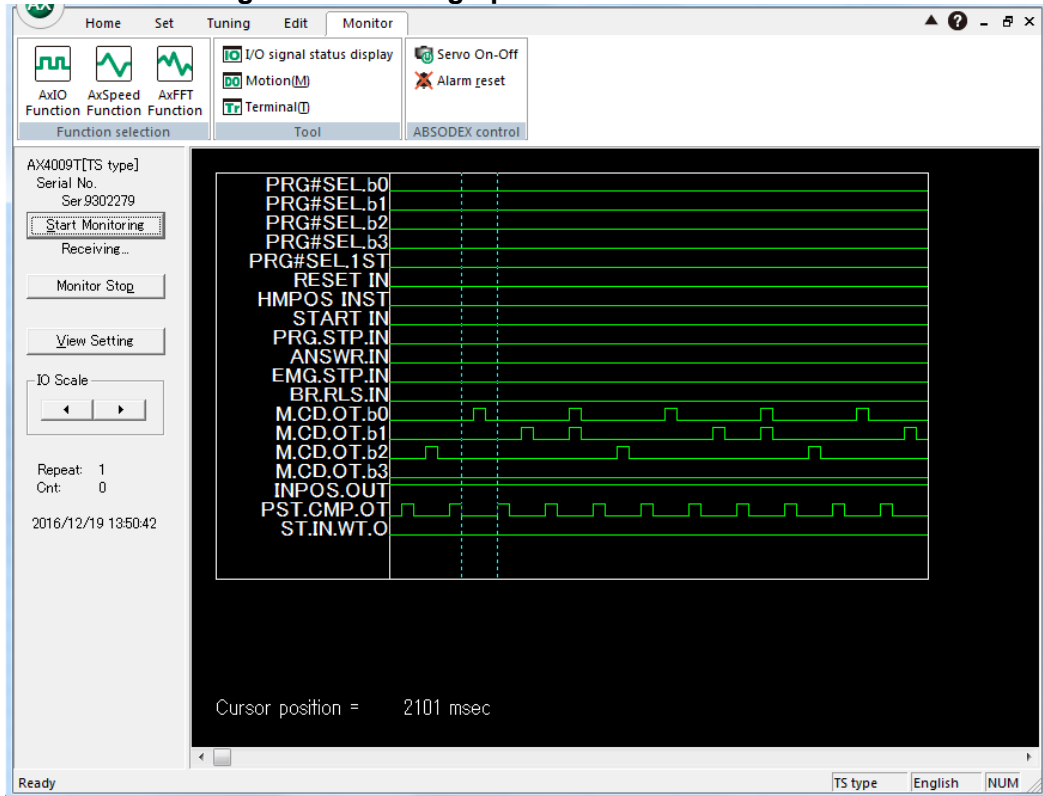 AX
Home Set Tuning Edit Monitor
AxIO Function
AxSpeed Function
AxFFT Function
Function selection
I/O signal status display
Motion(M)
Terminal(T)
Tool
Servo On-Off
Alarm reset
ABSODEX control
AX4009T[TS type]
Serial No.
Ser.9302279
Start Monitoring
Receiving...
Monitor Stop
View Setting
IO Scale
Repeat: 1
Cnt: 0
2016/12/19 13:50:42
PRG#SEL.b0
PRG#SEL.b1
PRG#SEL.b2
PRG#SEL.b3
PRG#SEL.1ST
RESET IN
HMPOS INST
START IN
PRG.STP.IN
ANSWR.IN
EMG.STP.IN
BR.RLS.IN
M.CD.OT.b0
M.CD.OT.b1
M.CD.OT.b2
M.CD.OT.b3
INPOS.OUT
PST.CMP.OT
ST.IN.WT.O
Cursor position = 2101 msec
Ready TS type English NUM